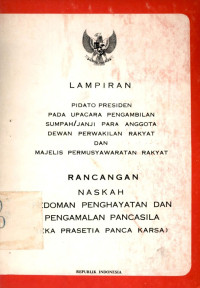 LAMPIRAN
PIDATO PRESIDEN
PADA UPACARA PENGAMBILAN
SUMPAH/JANJI PARA ANGGOTA
DEWAN PERWAKILAN RAKYAT
DAN
MAJELIS PERMUSYAWARATAN RAKYAT
RANCANGAN
NASKAH
EDOMAN PENGHAYATAN DAN
PENGAMALAN PANCASILA
KA PRASETIA PANCA KARSA)
REPUBLIK INDONESIA